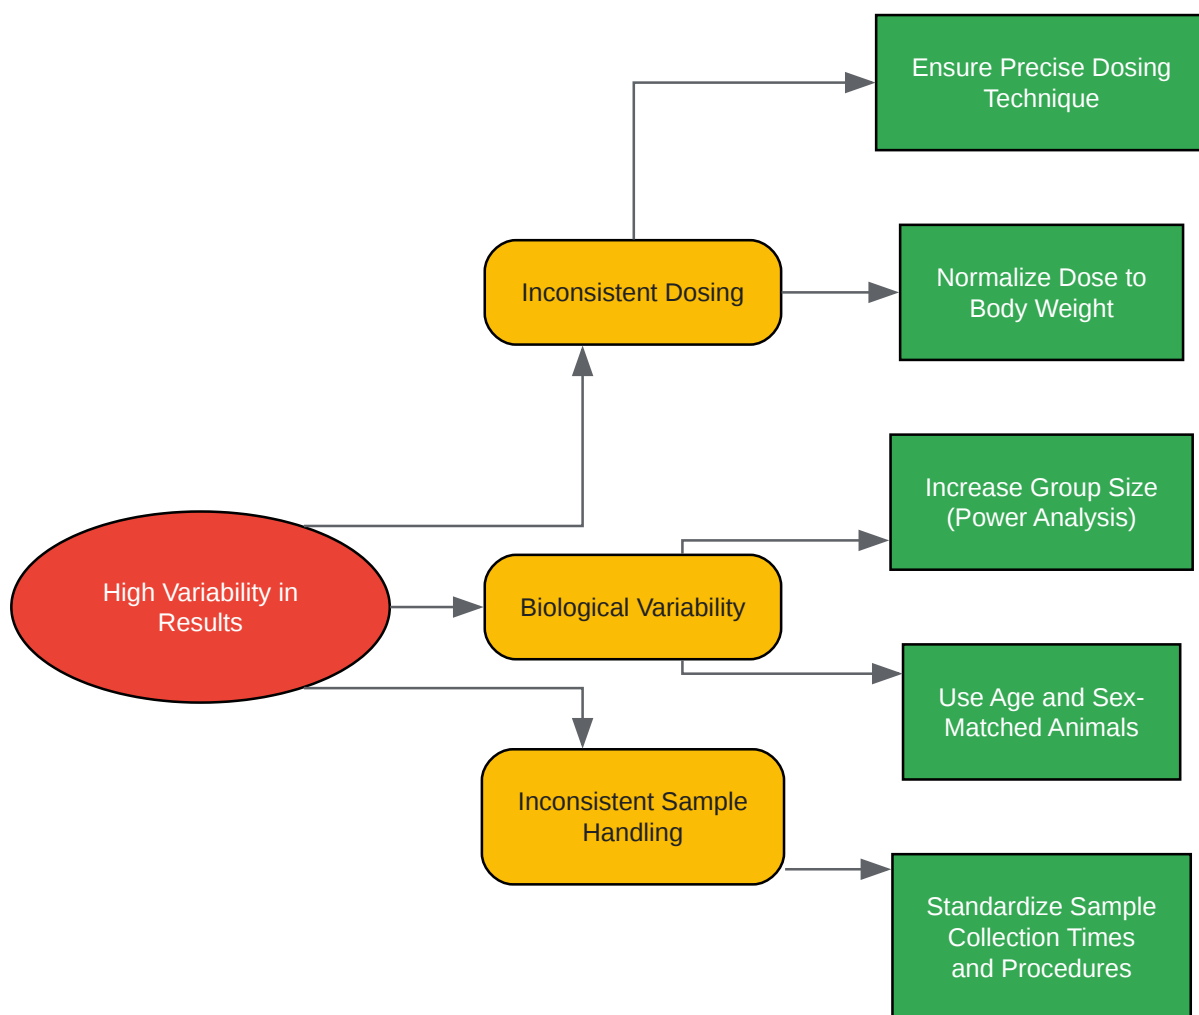 Ensure Precise Dosing
Technique
Normalize Dose to
Body Weight
Inconsistent Dosing
Increase Group Size
(Power Analysis)
High Variability in
Results
Biological Variability
Use Age and Sex-
Matched Animals
Inconsistent Sample
Handling
Standardize Sample
Collection Times
and Procedures